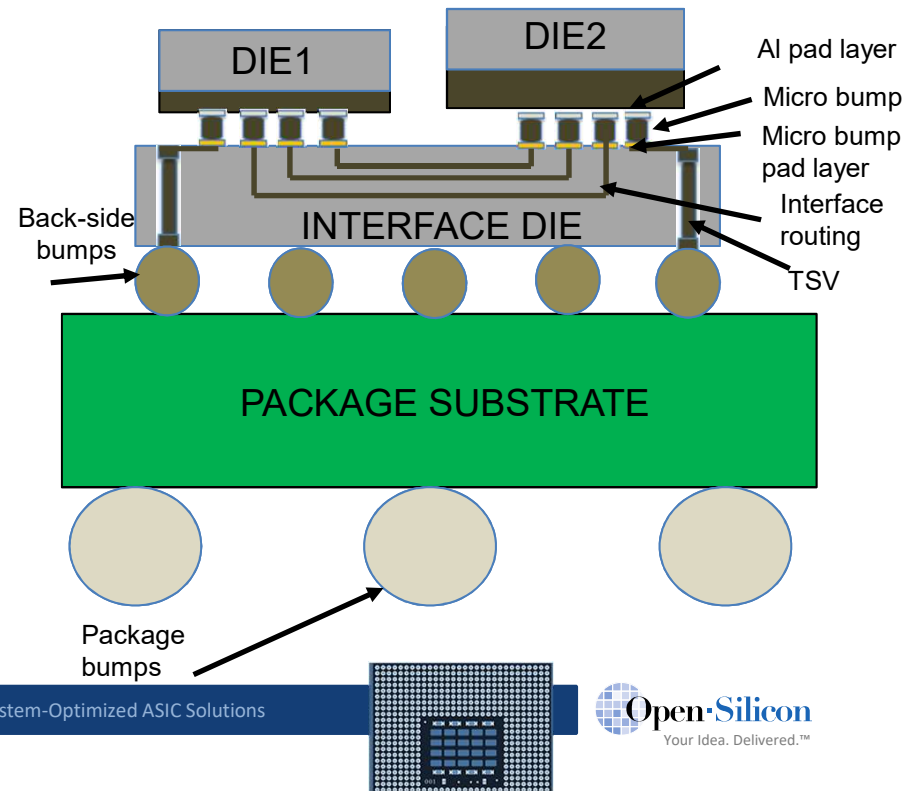 DIE1
DIE2
Al pad layer
Micro bump
Micro bump
pad layer
Interface
routing
TSV
INTERFACE DIE
Back-side
bumps
PACKAGE SUBSTRATE
Package
bumps
stem-Optimized ASIC Solutions
Open·Silicon
Your Idea. Delivered.™
001